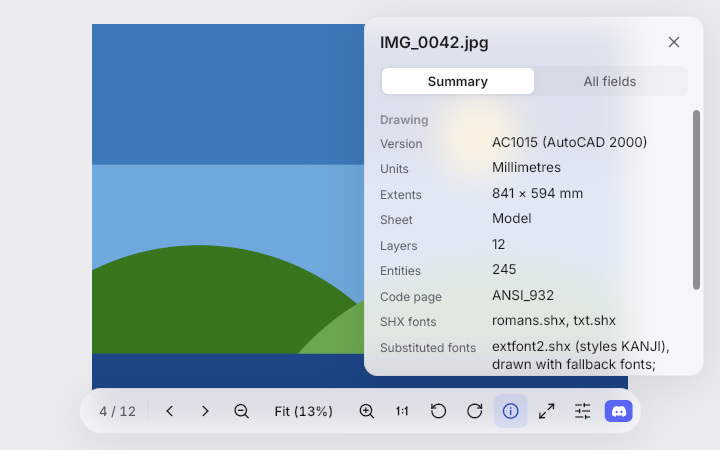 IMG_0042.jpg
Summary All fields
Drawing
Version AC1015 (AutoCAD 2000)
Units Millimetres
Extents 841 × 594 mm
Sheet Model
Layers 12
Entities 245
Code page ANSI_932
SHX fonts romans.shx, txt.shx
Substituted fonts extfont2.shx (styles KANJI),
drawn with fallback fonts;
4 / 12 Fit (13%) 1:1